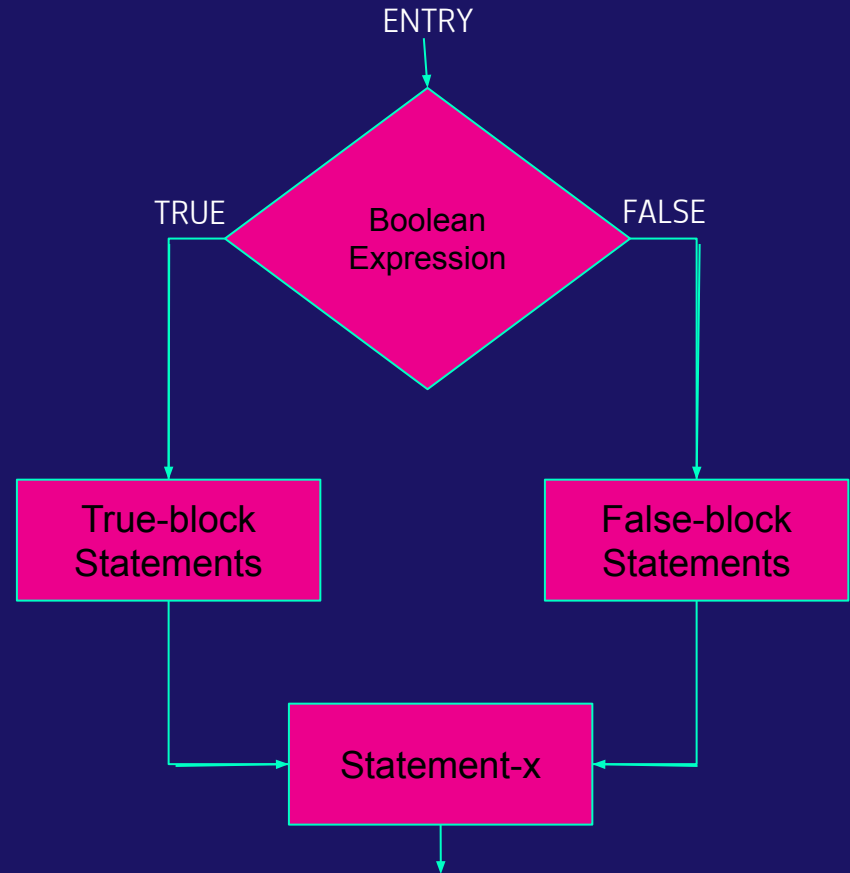 ENTRY
TRUE
FALSE
Boolean
Expression
True-block
Statements
False-block
Statements
Statement-x